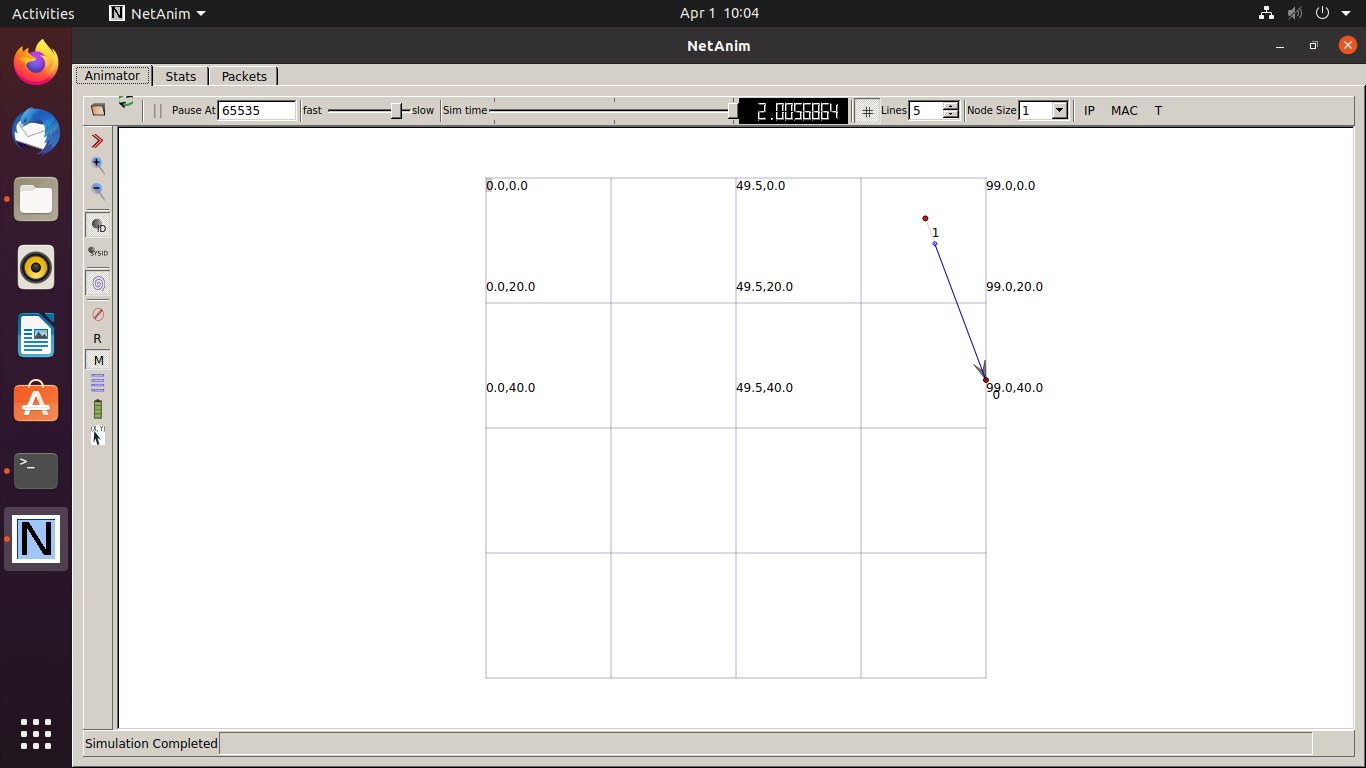 Activities NetAnim Apr 1 10:04
NetAnim
Animator Stats Packets
Pause At 65535 fast slow Sim time 2.0056864 Lines 5 Node Size 1 IP MAC T
ID
SYSID
R
M
(X,Y)
>_
N
0.0,0.0 49.5,0.0 99.0,0.0
1
0.0,20.0 49.5,20.0 99.0,20.0
0.0,40.0 49.5,40.0 99.0,40.0
0
Simulation Completed